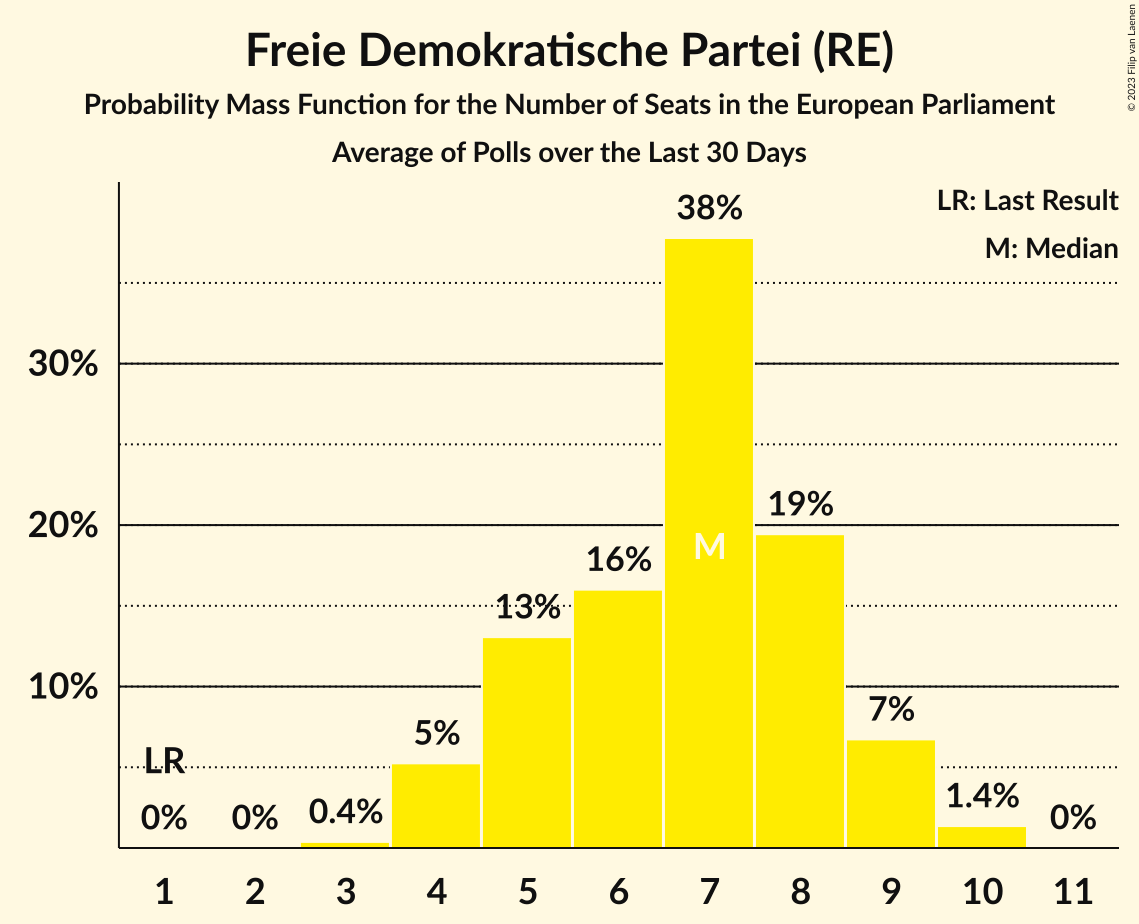 Freie Demokratische Partei (RE)
Probability Mass Function for the Number of Seats in the European Parliament
Average of Polls over the Last 30 Days
© 2023 Filip van Laenen
LR: Last Result
M: Median
38%
30%
20%
19%
M
16%
13%
10%
7%
5%
LR
1.4%
0.4%
0%
0%
0%
1 2 3 4 5 6 7 8 9 10 11